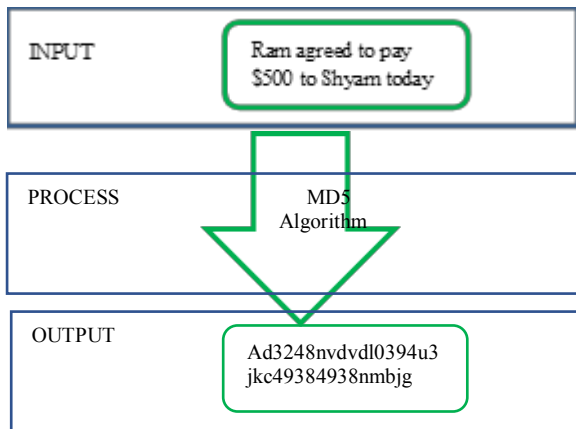 INPUT
Ram agreed to pay
$500 to Shyam today
PROCESS
MD5
Algorithm
OUTPUT
Ad3248nvdvdl0394u3
jkc49384938nmbjg